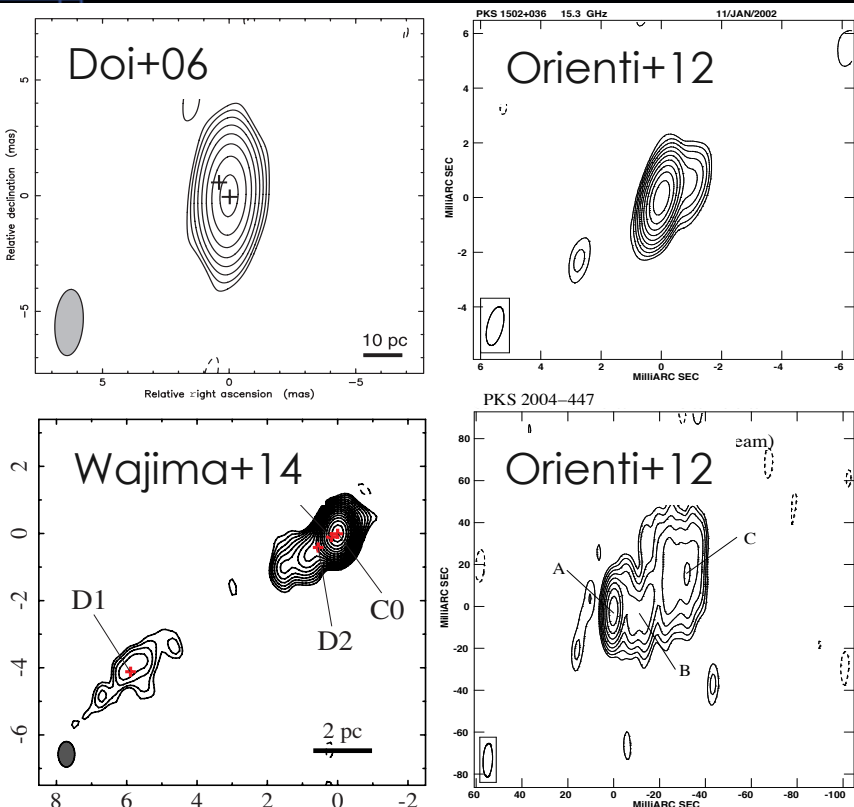 Doi+06
Relative declination (mas)
5
0
-5
10 pc
5
0
-5
Relative right ascension (mas)
PKS 1502+036 15.3 GHz 11/JAN/2002
Orienti+12
MilliARC SEC
6
4
2
0
-2
-4
6
4
2
0
-2
-4
-6
MilliARC SEC
Wajima+14
2
0
-2
-4
-6
D1
D2
C0
2 pc
8
6
4
2
0
-2
PKS 2004–447
eam)
Orienti+12
MilliARC SEC
80
60
40
20
0
-20
-40
-60
-80
A
B
C
60
40
20
0
-20
-40
-60
-80
-100
MilliARC SEC